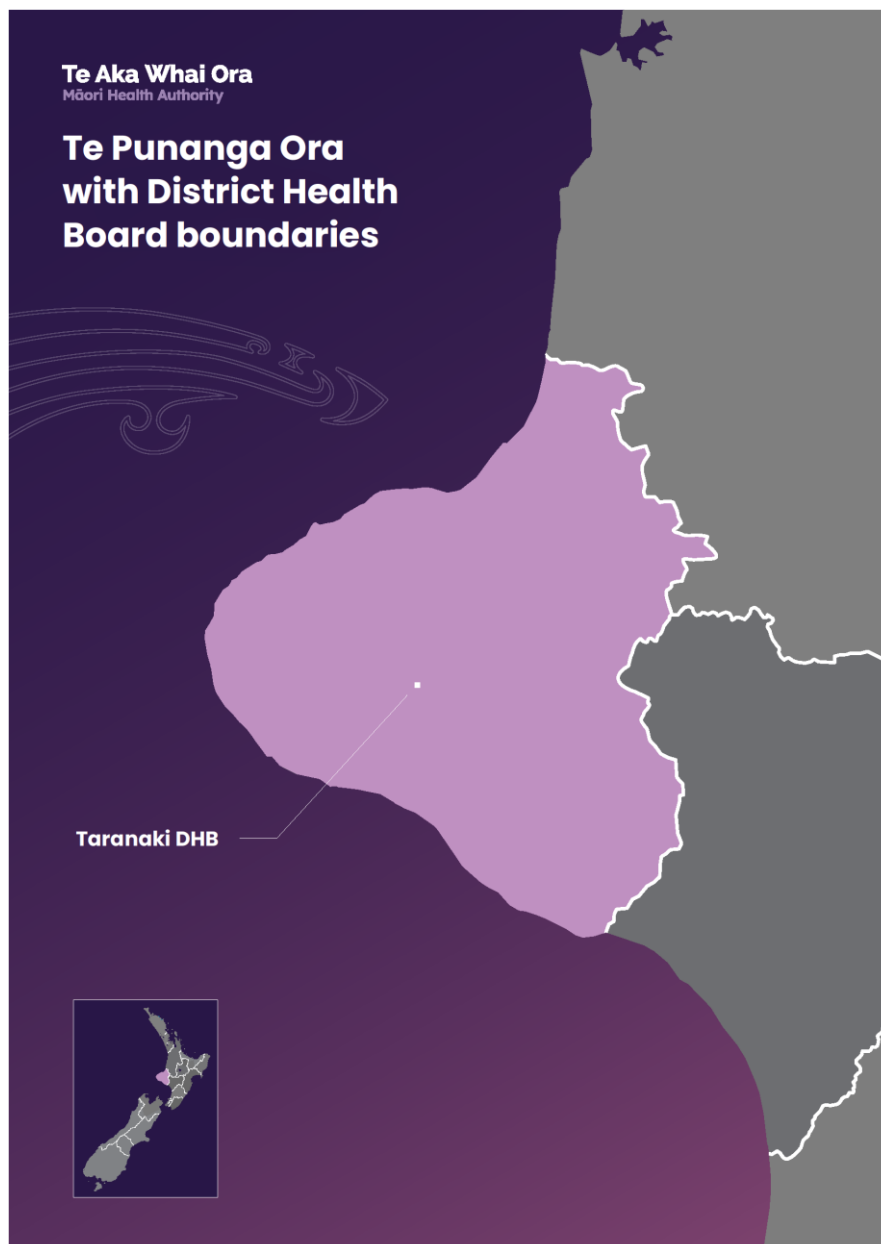 Te Aka Whai Ora
Māori Health Authority
Te Punanga Ora
with District Health
Board boundaries
Taranaki DHB